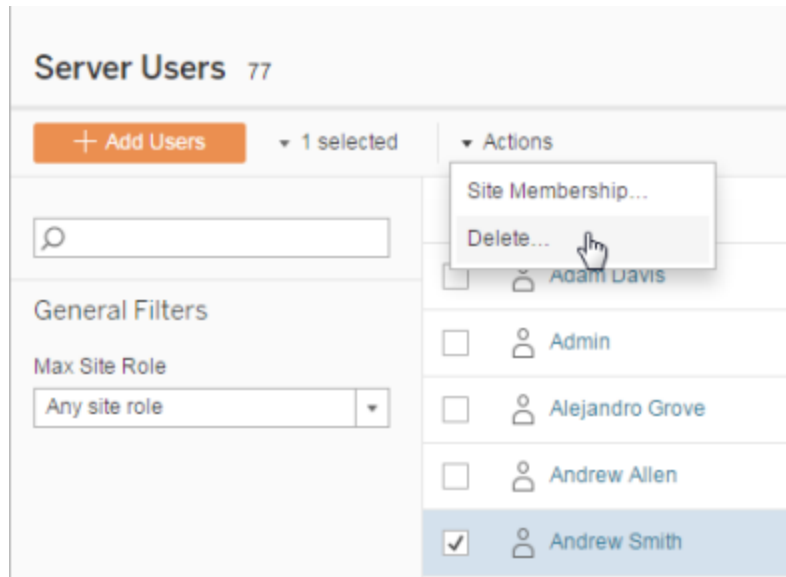 Server Users 77
+ Add Users
1 selected
Actions
Site Membership...
Delete...
General Filters
Max Site Role
Any site role
Adam Davis
Admin
Alejandro Grove
Andrew Allen
Andrew Smith